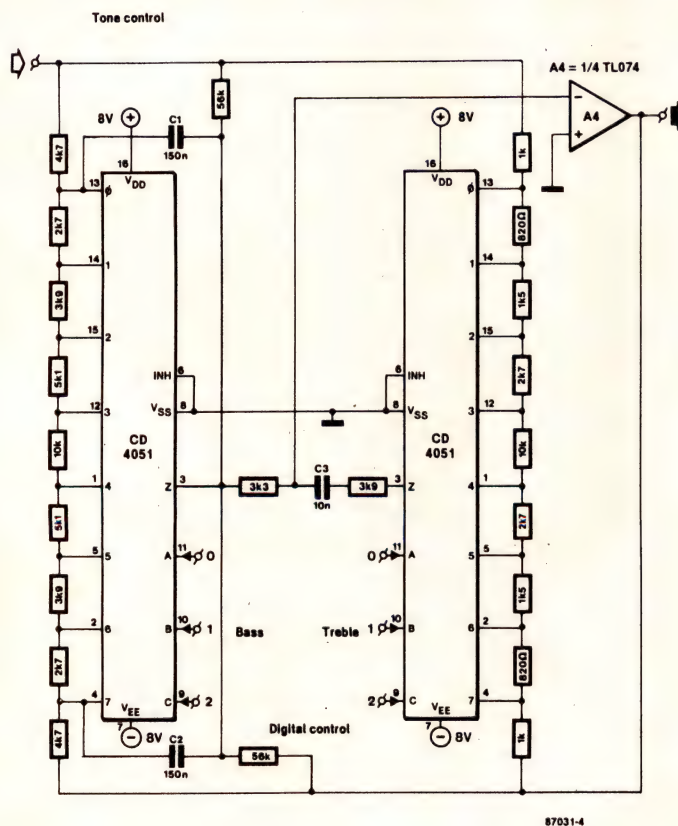 Tone control
A4 = 1/4 TL074
56k
8V
C1
150n
8V
A4
4k7
16
VDD
16
VDD
1k
13
ϕ
ϕ
13
2k7
820Ω
14
1
1
14
3k9
1k5
15
2
2
15
5k1
INH
6
6
INH
2k7
12
3
VSS
8
8
VSS
3
12
10k
CD
4051
C3
CD
4051
10k
1
4
Z
3
3k3
10n
3k9
3
Z
4
1
5k1
2k7
5
5
A
11
0
0
11
A
5
5
3k9
1k5
2
6
B
10
1
Bass
Treble
1
10
B
6
2
2k7
820Ω
4
7
C
9
2
2
9
C
7
4
VEE
7
8V
Digital control
VEE
7
8V
4k7
C2
150n
56k
1k
87031-4